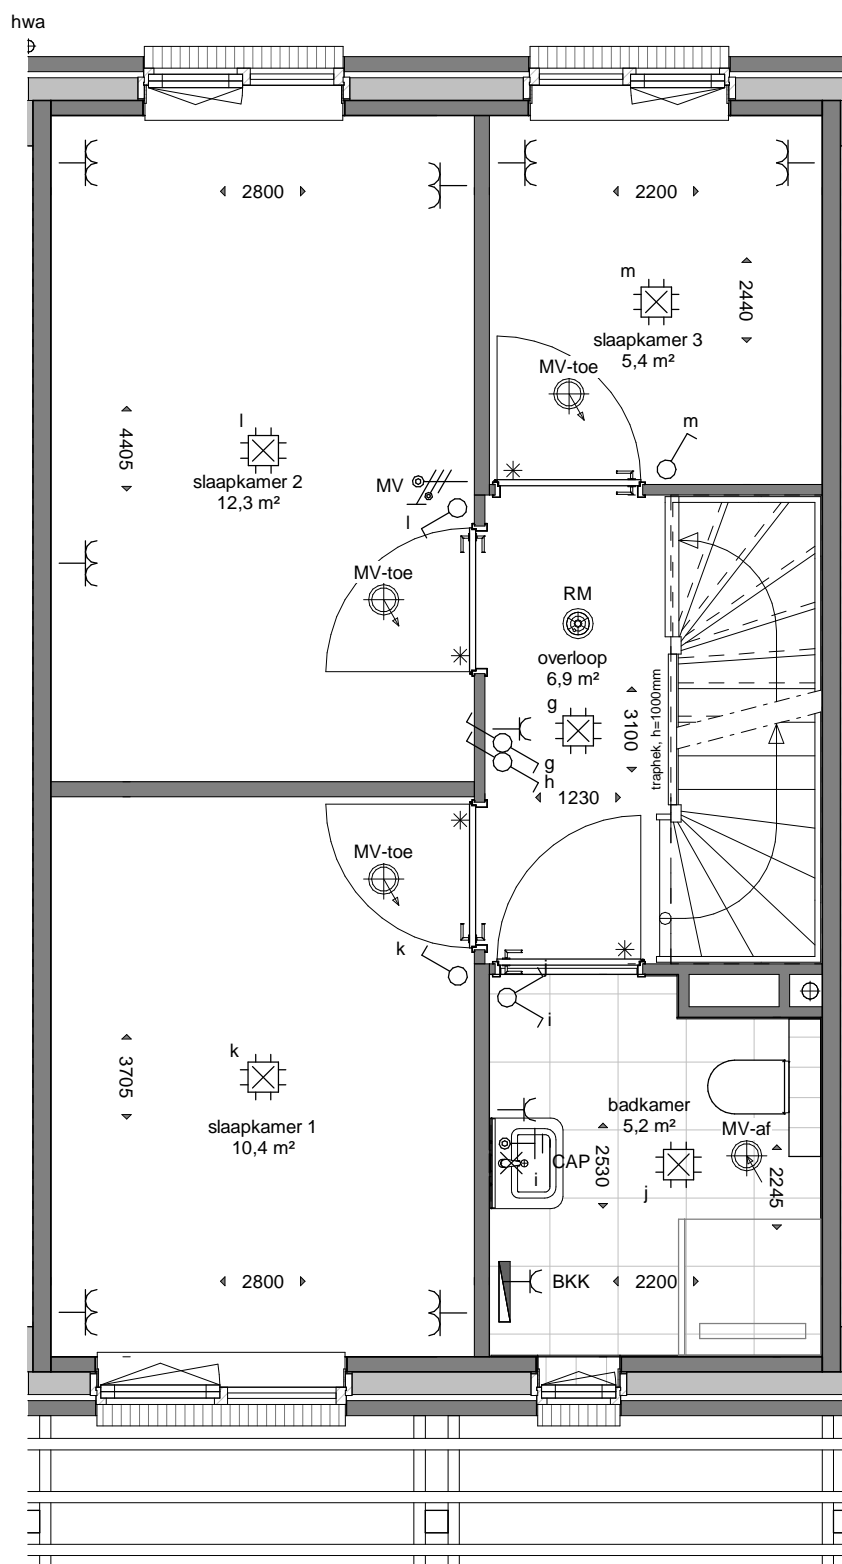 hwa
2800
2200
m
2440
slaapkamer 3
5,4 m²
MV-toe
m
l
4405
slaapkamer 2
12,3 m²
MV
l
MV-toe
RM
overloop
6,9 m²
g
3100
traphek, h=1000mm
g
h
1230
MV-toe
k
j
i
k
3705
slaapkamer 1
10,4 m²
badkamer
5,2 m²
MV-af
CAP
2530
i
j
2245
2800
BKK
2200